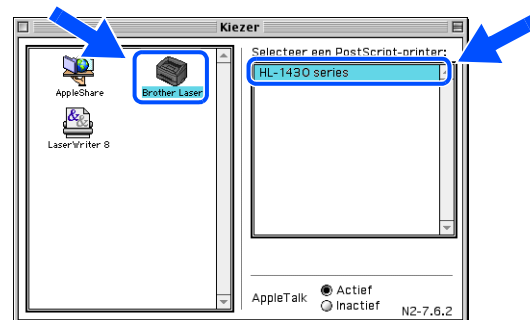 Kiezer
AppleShare
Brother Laser
LaserWriter 8
Selecteer een PostScript-printer:
HL-1430 series
AppleTalk
Actief
Inactief
N2-7.6.2